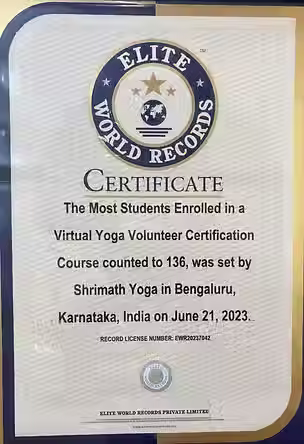 ELITE
WORLD RECORDS
CERTIFICATE
The Most Students Enrolled in a
Virtual Yoga Volunteer Certification
Course counted to 136, was set by
Shrimath Yoga in Bengaluru,
Karnataka, India on June 21, 2023.
RECORD LICENSE NUMBER: EWR20237042
ELITE WORLD RECORDS PRIVATE LIMITED